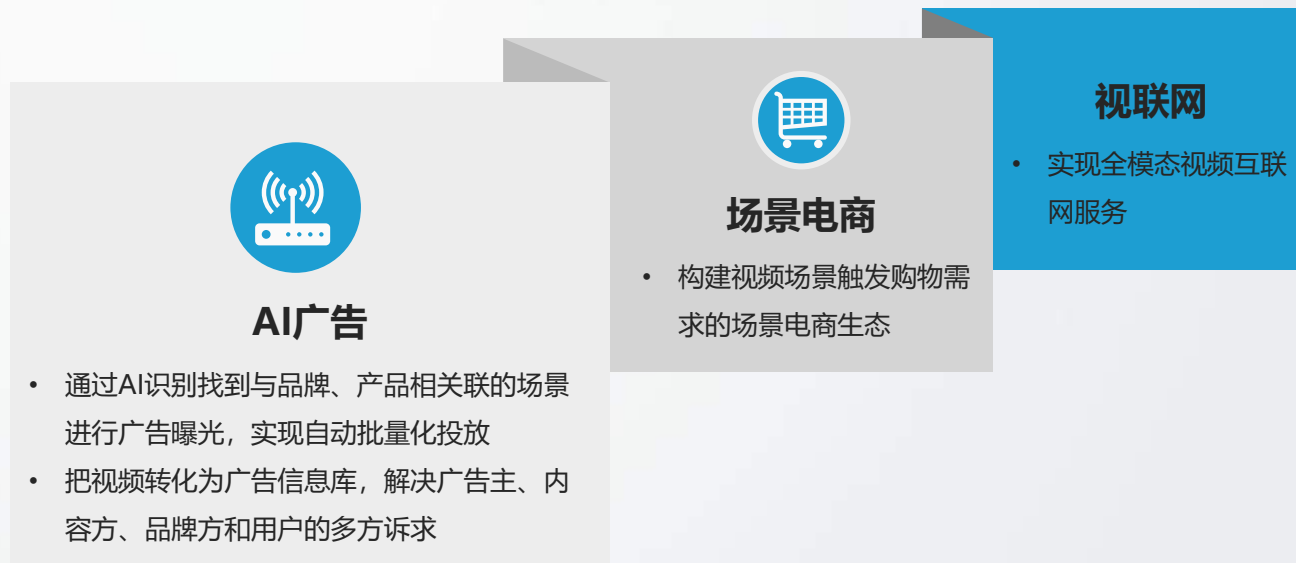 AI广告
• 通过AI识别找到与品牌、产品相关联的场景
进行广告曝光，实现自动批量化投放
• 把视频转化为广告信息库，解决广告主、内
容方、品牌方和用户的多方诉求
场景电商
• 构建视频场景触发购物需
求的场景电商生态
视联网
• 实现全模态视频互联
网服务